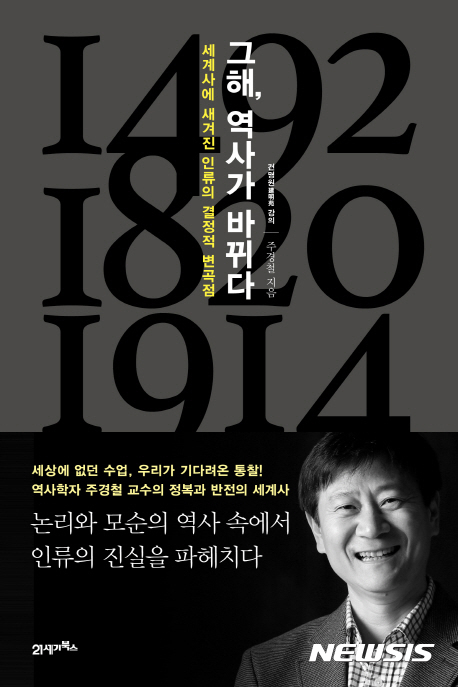 1492
1820
1914
그해, 역사가 바뀌다
세계사에 새겨진 인류의 결정적 변곡점
건명원建明苑 강의
주경철 지음
세상에 없던 수업, 우리가 기다려온 통찰!
역사학자 주경철 교수의 정복과 반전의 세계사
논리와 모순의 역사 속에서
인류의 진실을 파헤치다
21세기북스
NEWSIS